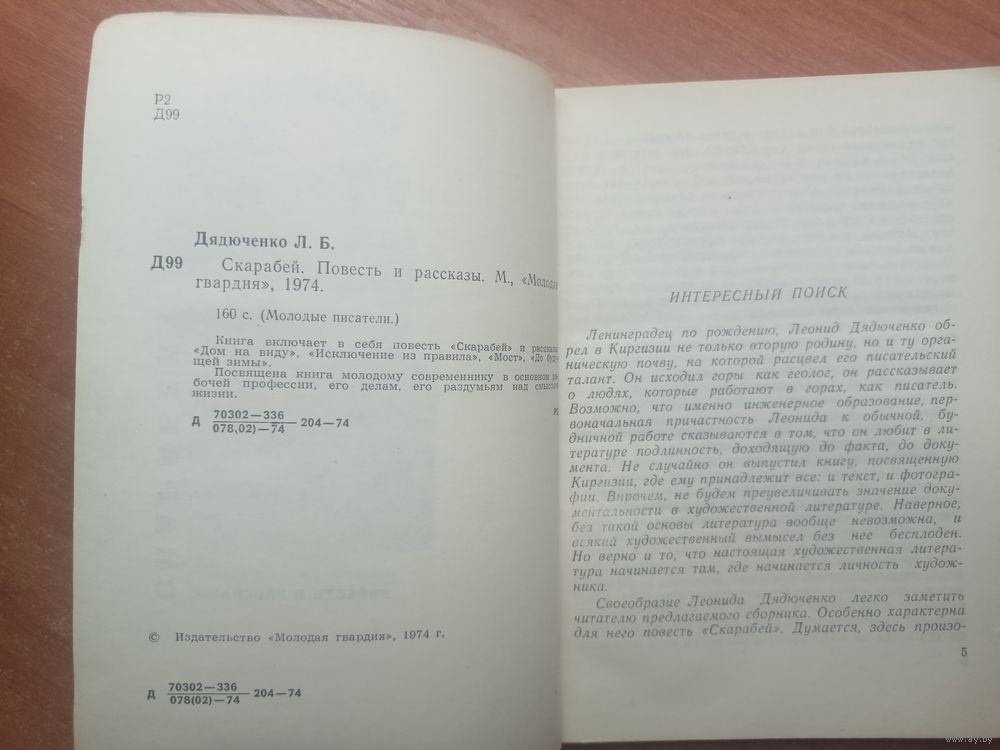 Р2
Д99
Дядюченко Л. Б.
Д99 Скарабей. Повесть и рассказы. М., «Молодая
гвардия», 1974.
160 с. (Молодые писатели.)
Книга включает в себя повесть «Скарабей» и рассказы
«Дом на виду», «Исключение из правила», «Мост», «До буду-
щей зимы».
Посвящена книга молодому современнику в основном ра-
бочей профессии, его делам, его раздумьям над смыслом
жизни.
Д 70302—336
078(02)—74 204—74
Р2
© Издательство «Молодая гвардия», 1974 г,
Д 70302—336
078(02)—74 204—74
ИНТЕРЕСНЫЙ ПОИСК
Ленинградец по рождению, Леонид Дядюченко об-
рел в Киргизии не только вторую родину, но и ту орга-
ническую почву, на которой расцвел его писательский
талант. Он исходил горы как геолог, он рассказывает
о людях, которые работают в горах, как писатель.
Возможно, что именно инженерное образование, пер-
воначальная причастность Леонида к обычной, бу-
дничной работе сказываются в том, что он любит в ли-
тературе подлинность, доходящую до факта, до доку-
мента. Не случайно он выпустил книгу, посвященную
Киргизии, где ему принадлежит все: и текст, и фотогра-
фии. Впрочем, не будем преувеличивать значение доку-
ментальности в художественной литературе. Наверное,
без такой основы литература вообще невозможна, и
всякий художественный вымысел без нее бесплоден.
Но верно и то, что настоящая художественная литера-
тура начинается там, где начинается личность худож-
ника.
Своеобразие Леонида Дядюченко легко заметить
читателю предлагаемого сборника. Особенно характерна
для него повесть «Скарабей». Думается, здесь произо-
5
www.ay.by